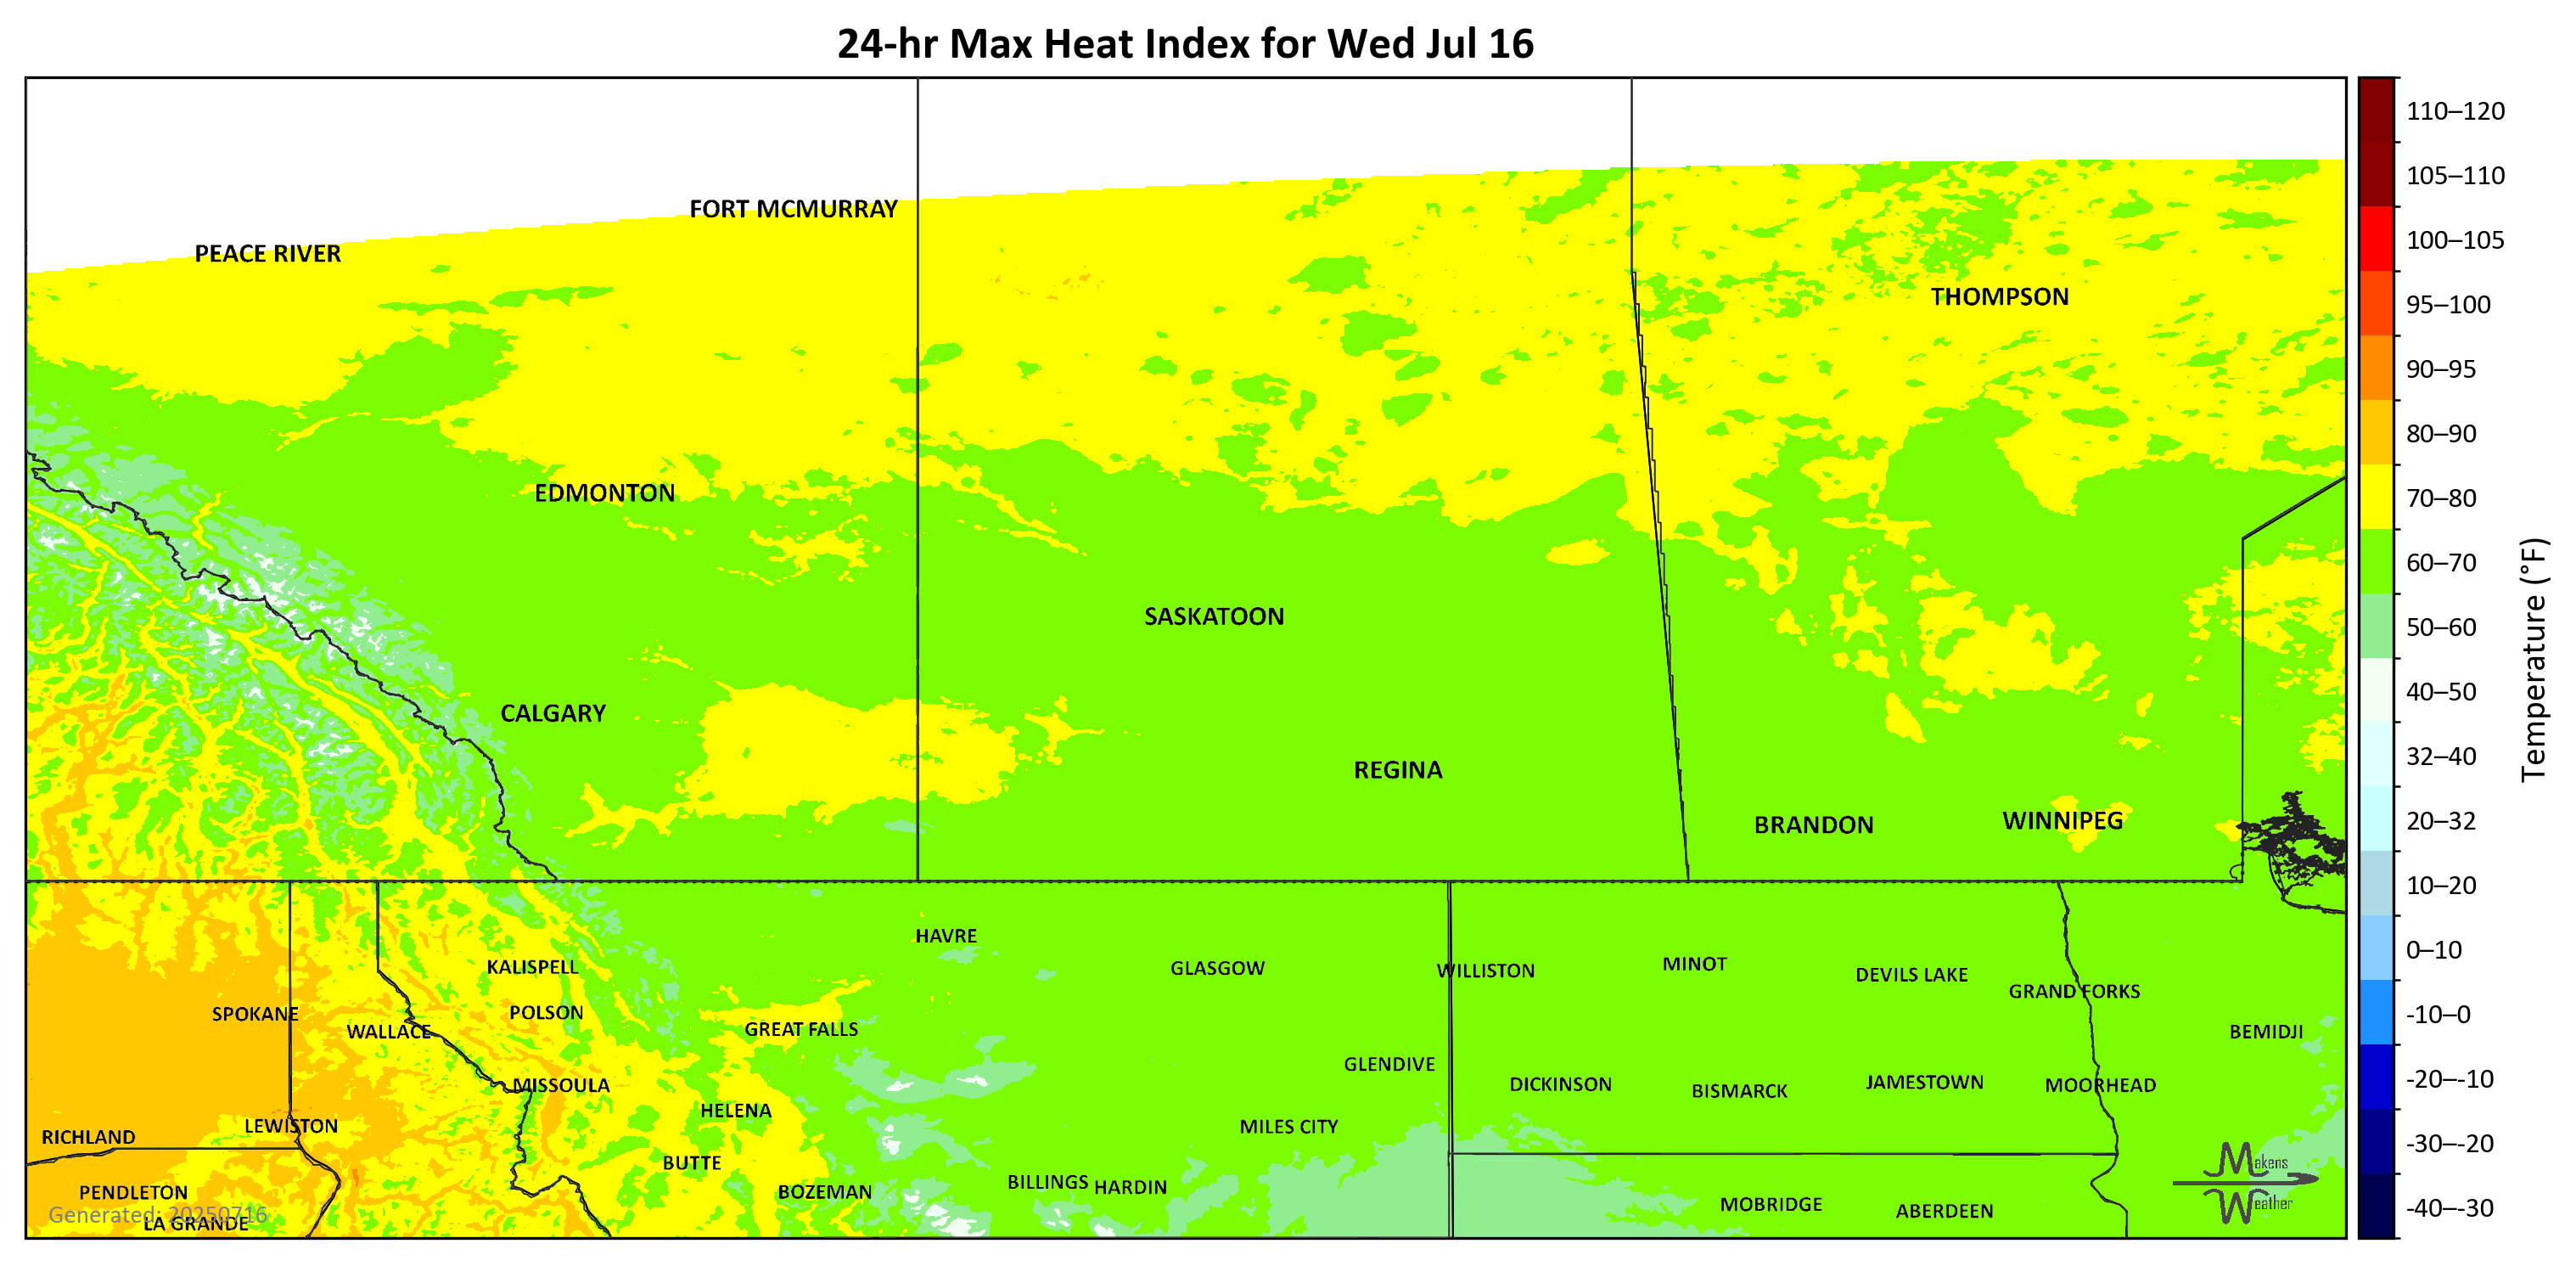 24-hr Max Heat Index for Wed Jul 16
FORT MCMURRAY
PEACE RIVER
THOMPSON
EDMONTON
SASKATOON
CALGARY
REGINA
BRANDON
WINNIPEG
HAVRE
KALISPELL
GLASGOW
WILLISTON
MINOT
DEVILS LAKE
GRAND FORKS
SPOKANE
POLSON
WALLACE
GREAT FALLS
BEMIDJI
GLENDIVE
MISSOULA
DICKINSON
BISMARCK
JAMESTOWN
MOORHEAD
HELENA
LEWISTON
MILES CITY
RICHLAND
BUTTE
BILLINGS
HARDIN
PENDLETON
BOZEMAN
MOBRIDGE
ABERDEEN
Generated: 20250716
LA GRANDE
Makens
Weather
110–120
105–110
100–105
95–100
90–95
80–90
70–80
60–70
50–60
40–50
32–40
20–32
10–20
0–10
-10–0
-20–-10
-30–-20
-40–-30
Temperature (°F)